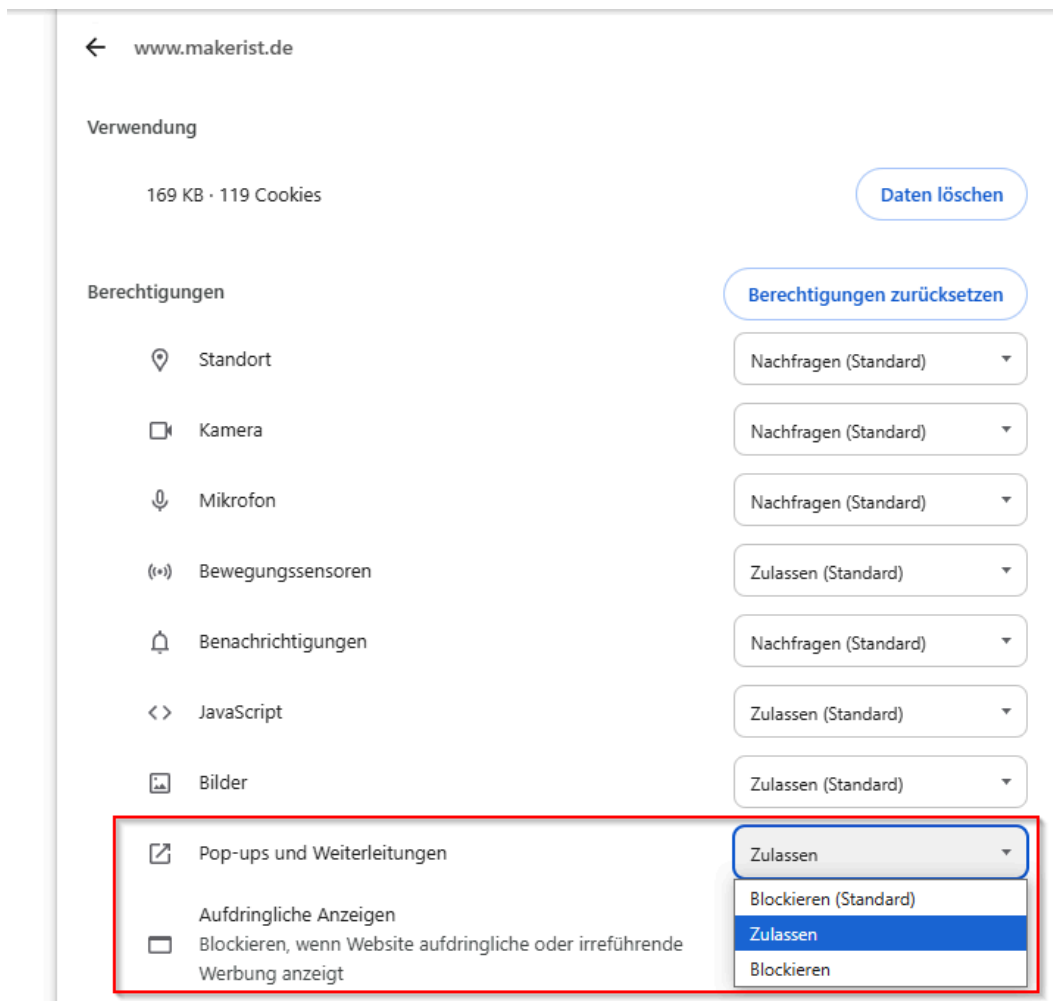 www.makerist.de
Verwendung
169 KB · 119 Cookies
Daten löschen
Berechtigungen
Berechtigungen zurücksetzen
Standort
Nachfragen (Standard)
Kamera
Nachfragen (Standard)
Mikrofon
Nachfragen (Standard)
Bewegungssensoren
Zulassen (Standard)
Benachrichtigungen
Nachfragen (Standard)
JavaScript
Zulassen (Standard)
Bilder
Zulassen (Standard)
Pop-ups und Weiterleitungen
Zulassen
Blockieren (Standard)
Zulassen
Blockieren
Aufdringliche Anzeigen
Blockieren, wenn Website aufdringliche oder irreführende
Werbung anzeigt